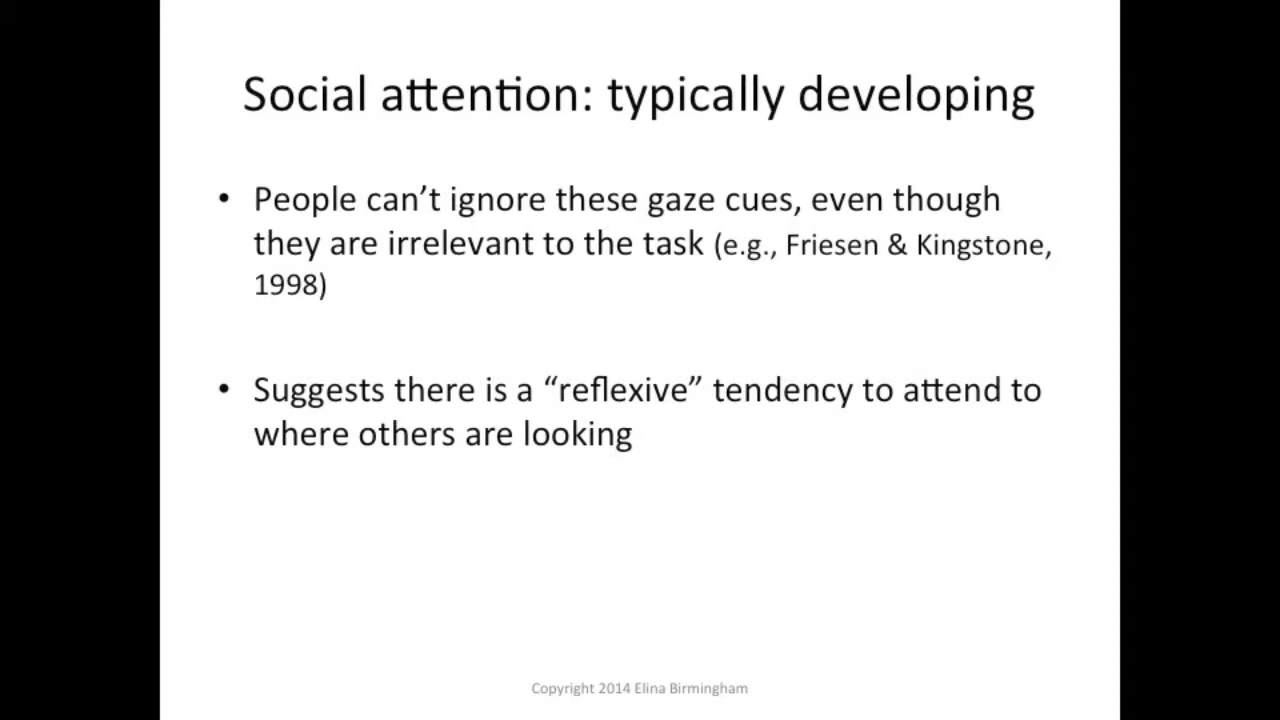 Social attention: typically developing
• People can’t ignore these gaze cues, even though
they are irrelevant to the task (e.g., Friesen & Kingstone,
1998)
• Suggests there is a “reflexive” tendency to attend to
where others are looking
Copyright 2014 Elina Birmingham